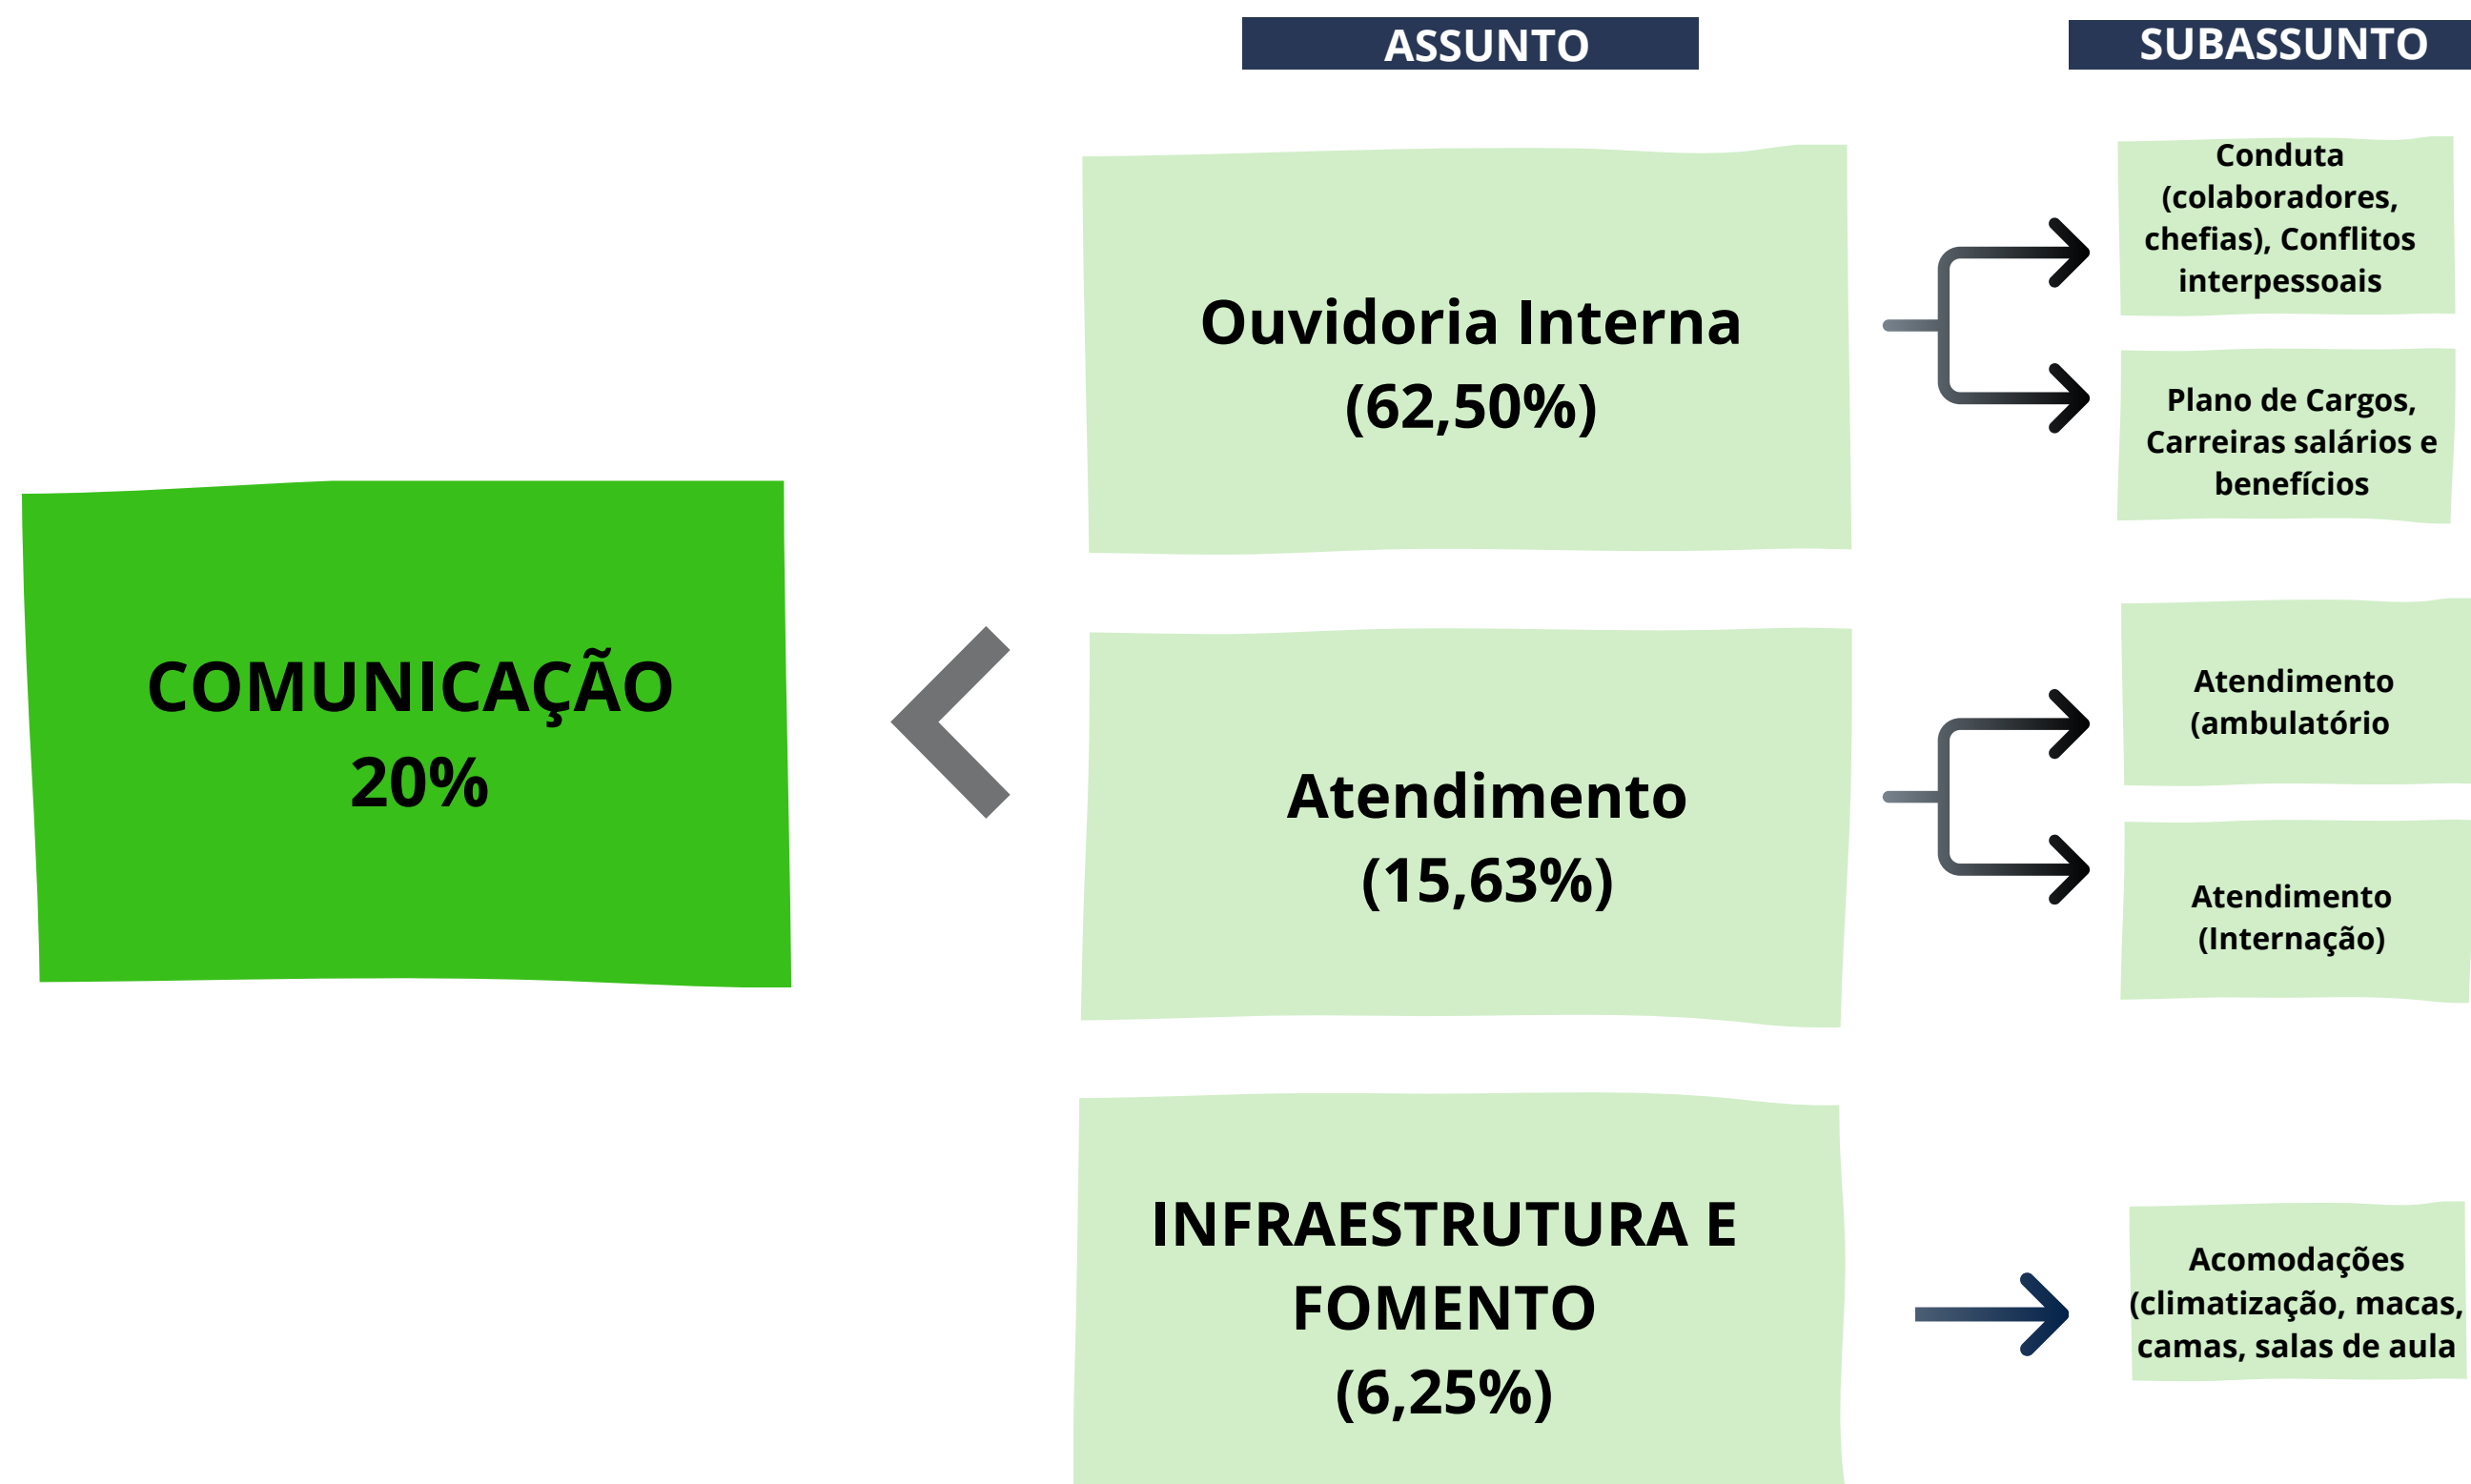 ASSUNTO
SUBASSUNTO
COMUNICAÇÃO
20%
Ouvidoria Interna
(62,50%)
Conduta
(colaboradores,
chefias), Conflitos
interpessoais
Plano de Cargos,
Carreiras salários e
benefícios
Atendimento
(15,63%)
Atendimento
(ambulatório
Atendimento
(Internação)
INFRAESTRUTURA E
FOMENTO
(6,25%)
Acomodações
(climatização, macas,
camas, salas de aula